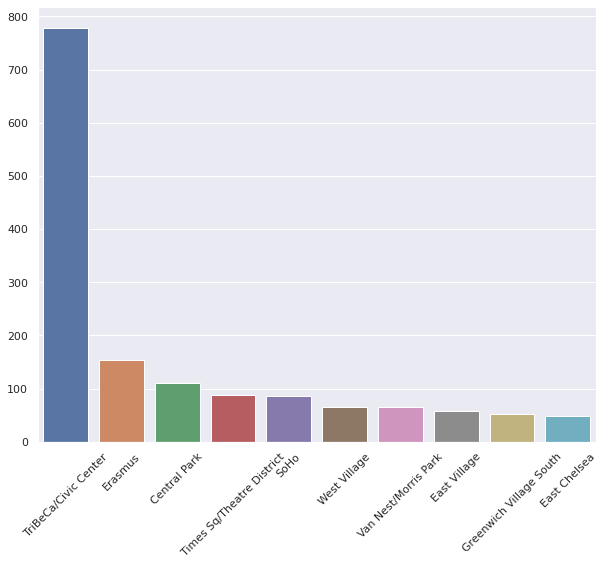 800
700
600
500
400
300
200
100
0
TriBeCa/Civic Center
Erasmus
Central Park
Times Sq/Theatre District
SoHo
West Village
Van Nest/Morris Park
East Village
Greenwich Village South
East Chelsea